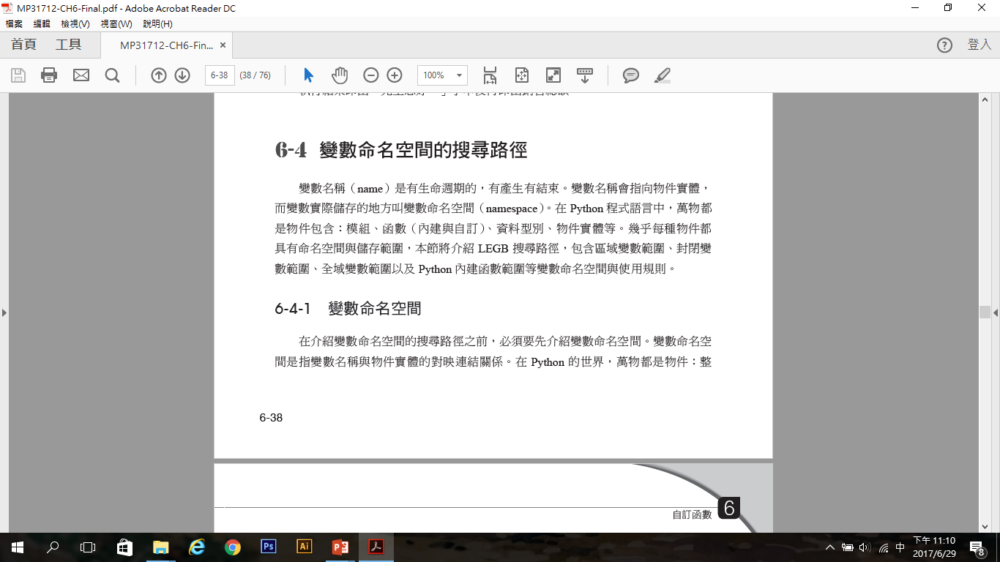 MP31712-CH6-Final.pdf - Adobe Acrobat Reader DC
檔案 編輯 檢視(V) 視窗(W) 說明(H)
首頁 工具 MP31712-CH6-Fin... × 登入
6-38 (38 / 76) 100%
6-4 變數命名空間的搜尋路徑
變數名稱（name）是有生命週期的，有產生有結束。變數名稱會指向物件實體，
而變數實際儲存的地方叫變數命名空間（namespace）。在 Python 程式語言中，萬物都
是物件包含：模組、函數（內建與自訂）、資料型別、物件實體等。幾乎每種物件都
具有命名空間與儲存範圍，本節將介紹 LEGB 搜尋路徑，包含區域變數範圍、封閉變
數範圍、全域變數範圍以及 Python 內建函數範圍等變數命名空間與使用規則。
6-4-1 變數命名空間
在介紹變數命名空間的搜尋路徑之前，必須要先介紹變數命名空間。變數命名空
間是指變數名稱與物件實體的對映連結關係。在 Python 的世界，萬物都是物件：整
6-38
自訂函數 6
Ps Ai P 中 下午 11:10
2017/6/29 8